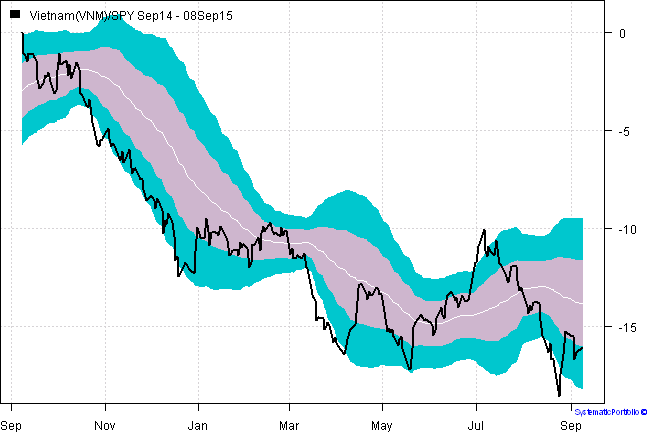 Vietnam(VNM)/SPY Sep14 - 08Sep15
0
-5
-10
-15
Sep Nov Jan Mar May Jul Sep
SystematicPortfolio ©